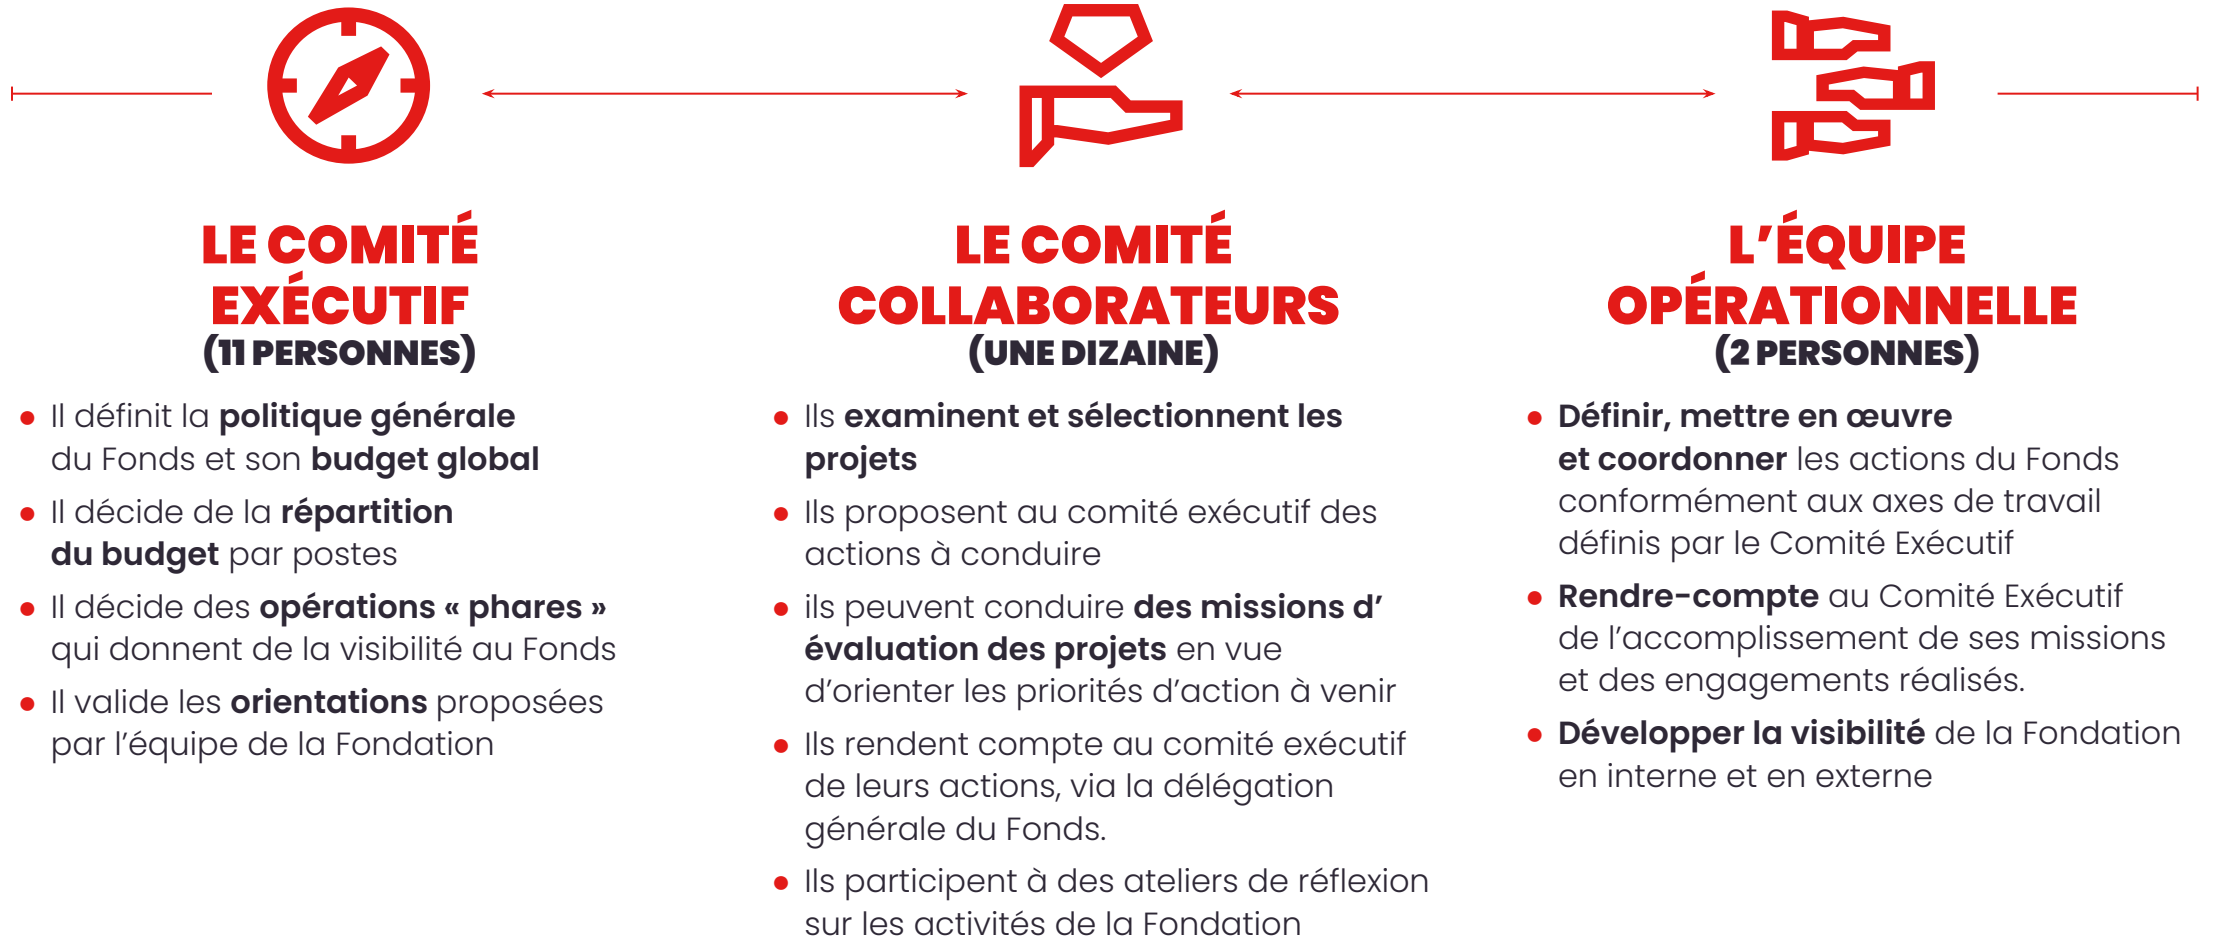 LE COMITÉ
EXÉCUTIF
(11 PERSONNES)
● Il définit la politique générale
du Fonds et son budget global
● Il décide de la répartition
du budget par postes
● Il décide des opérations « phares »
qui donnent de la visibilité au Fonds
● Il valide les orientations proposées
par l’équipe de la Fondation
LE COMITÉ
COLLABORATEURS
(UNE DIZAINE)
● Ils examinent et sélectionnent les
projets
● Ils proposent au comité exécutif des
actions à conduire
● ils peuvent conduire des missions d’
évaluation des projets en vue
d’orienter les priorités d’action à venir
● Ils rendent compte au comité exécutif
de leurs actions, via la délégation
générale du Fonds.
● Ils participent à des ateliers de réflexion
sur les activités de la Fondation
L’ÉQUIPE
OPÉRATIONNELLE
(2 PERSONNES)
● Définir, mettre en œuvre
et coordonner les actions du Fonds
conformément aux axes de travail
définis par le Comité Exécutif
● Rendre-compte au Comité Exécutif
de l’accomplissement de ses missions
et des engagements réalisés.
● Développer la visibilité de la Fondation
en interne et en externe